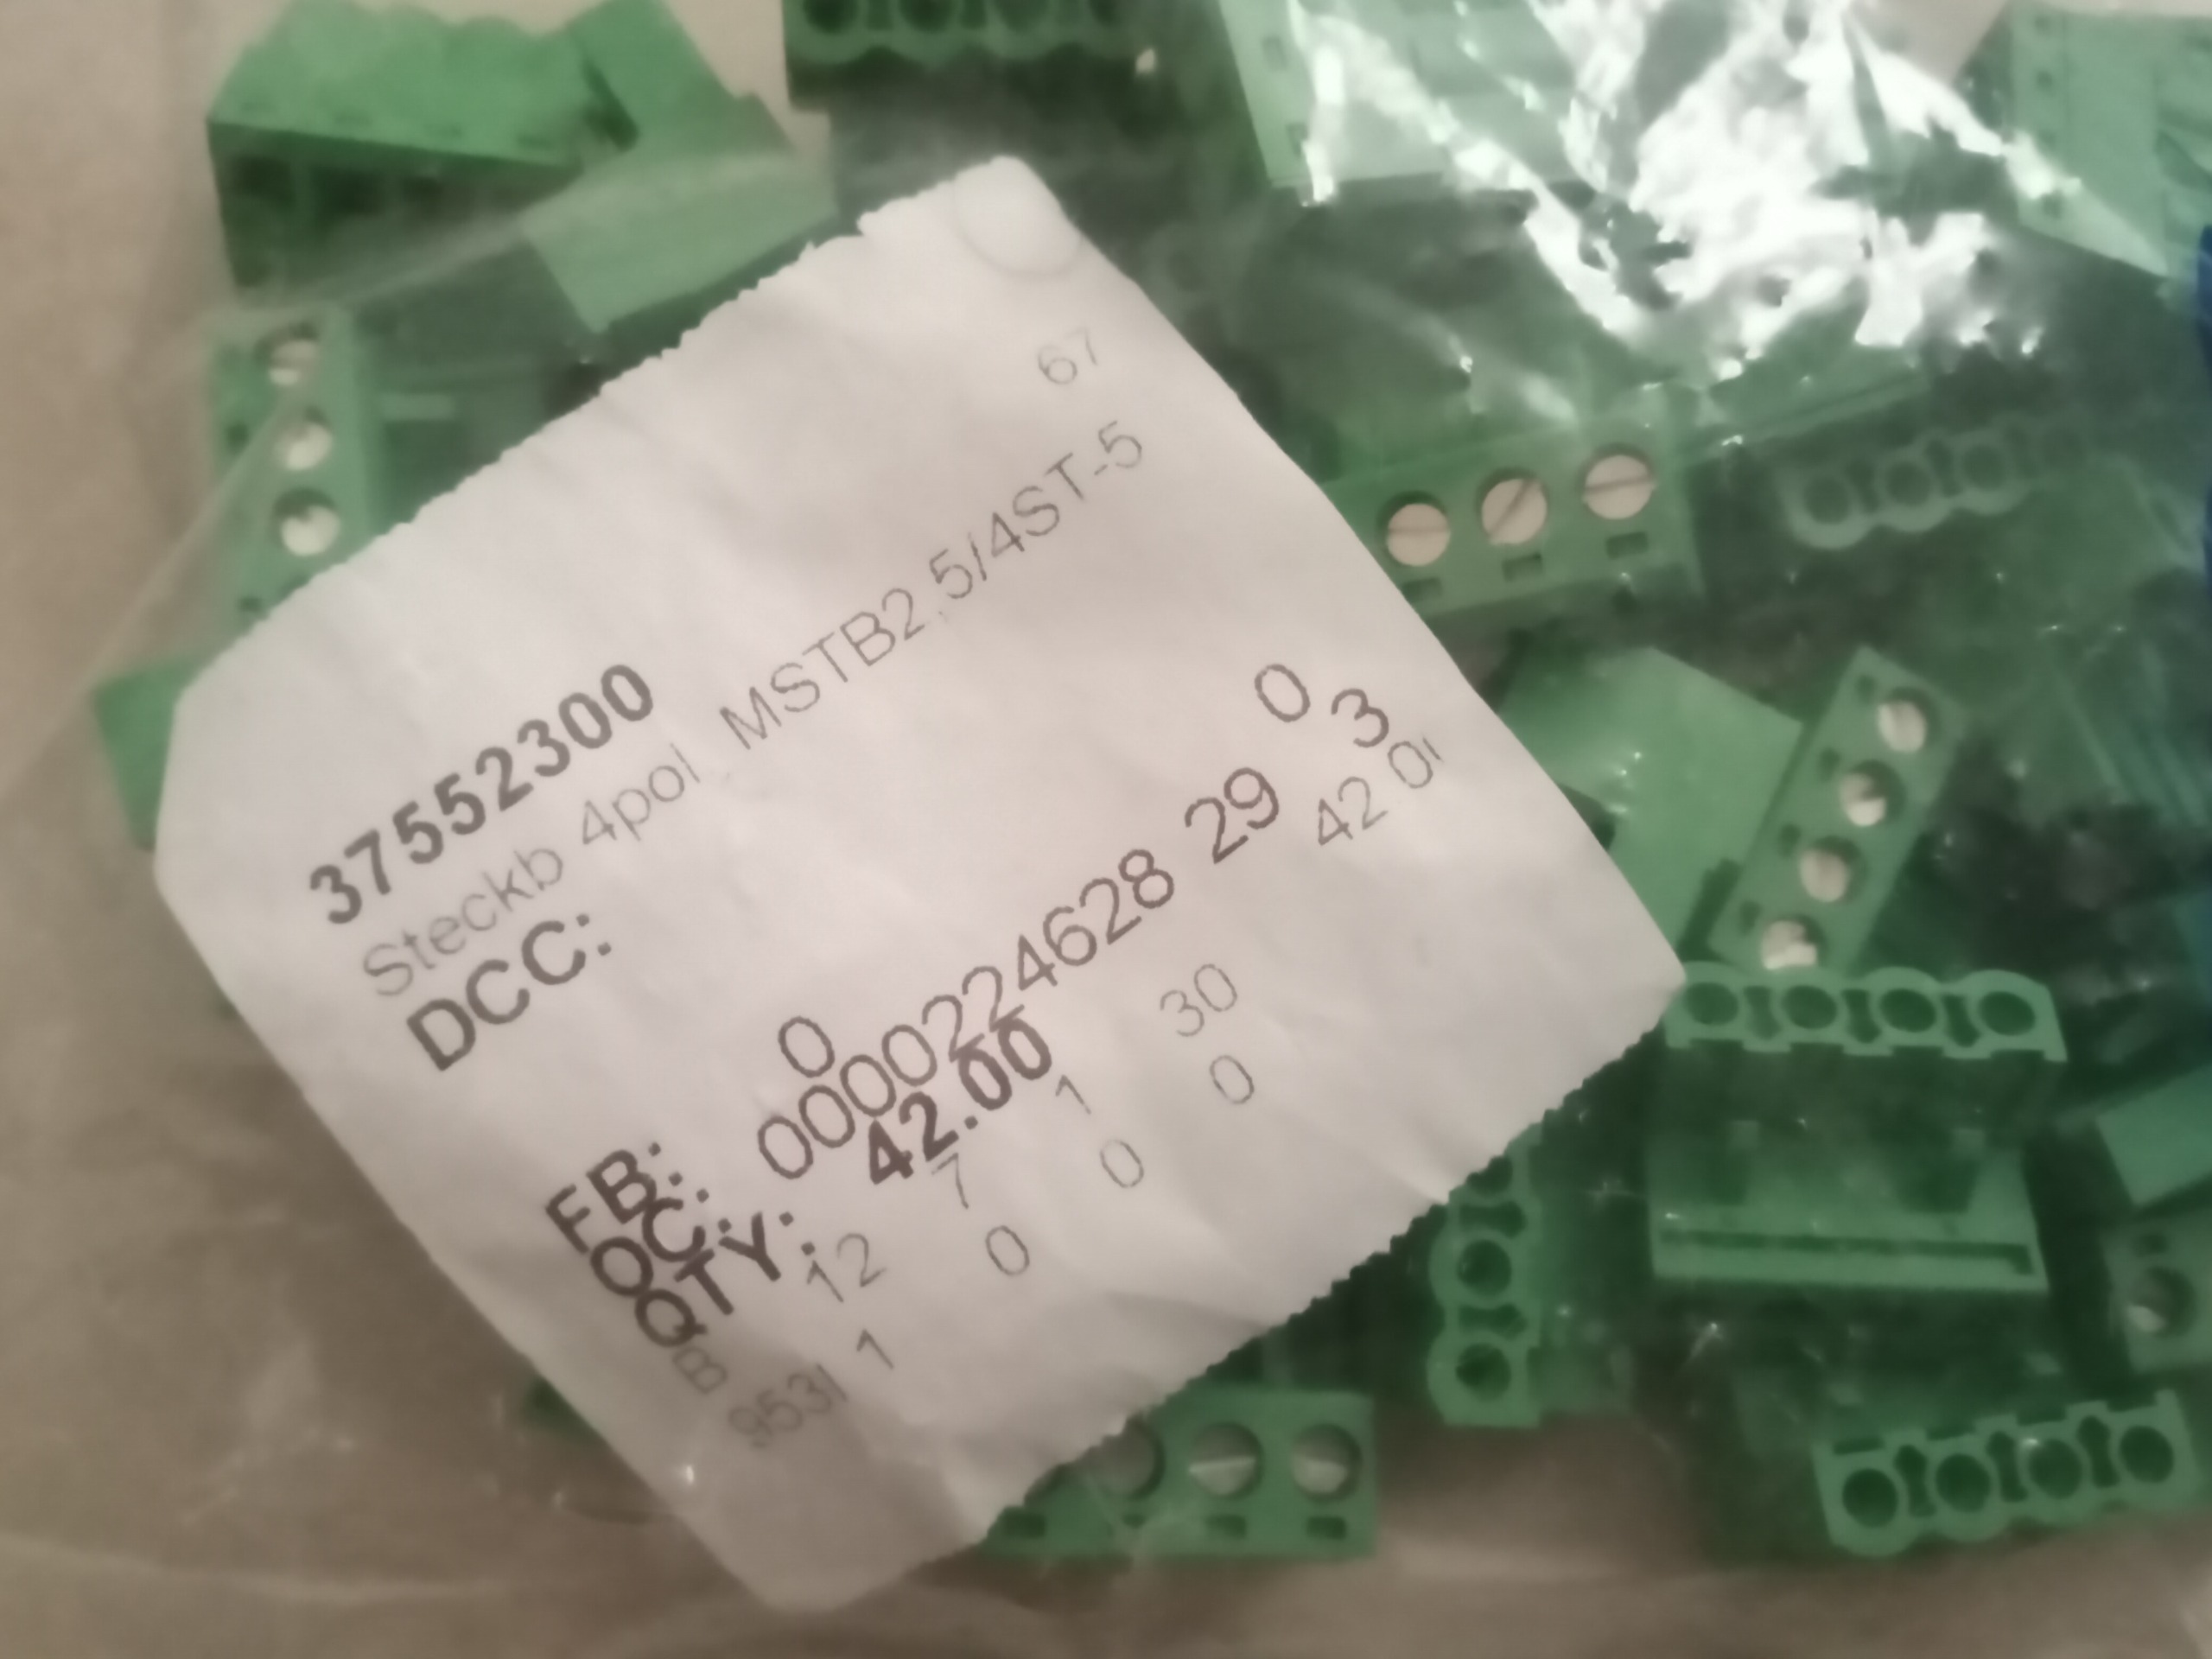 67
37552300
Steckb 4pol MSTB2,5/4ST-5
DCC:
0
FB: 0 29 3
OC: 0000224628 42 0
QTY: 42.00
B 12 7 1 30
953 1 0 0 0